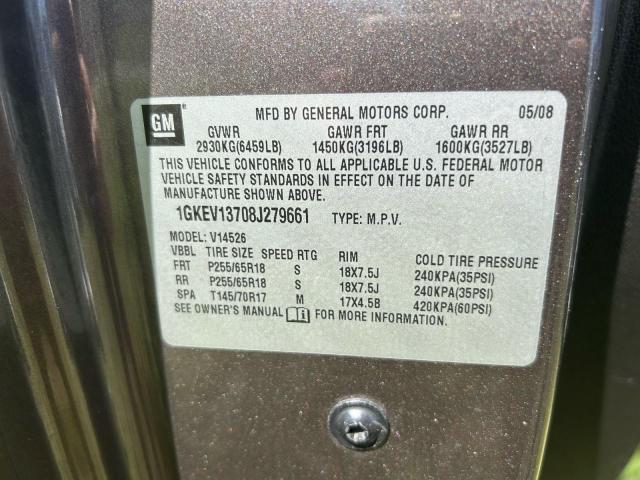 GM
MFD BY GENERAL MOTORS CORP. 05/08
GVWR GAWR FRT GAWR RR
2930KG(6459LB) 1450KG(3196LB) 1600KG(3527LB)
THIS VEHICLE CONFORMS TO ALL APPLICABLE U.S. FEDERAL MOTOR
VEHICLE SAFETY STANDARDS IN EFFECT ON THE DATE OF
MANUFACTURE SHOWN ABOVE.
1GKEV13708J279661 TYPE: M.P.V.
MODEL: V14526
VBBL TIRE SIZE SPEED RTG RIM COLD TIRE PRESSURE
FRT P255/65R18 S 18X7.5J 240KPA(35PSI)
RR P255/65R18 S 18X7.5J 240KPA(35PSI)
SPA T145/70R17 M 17X4.5B 420KPA(60PSI)
SEE OWNER'S MANUAL i FOR MORE INFORMATION.